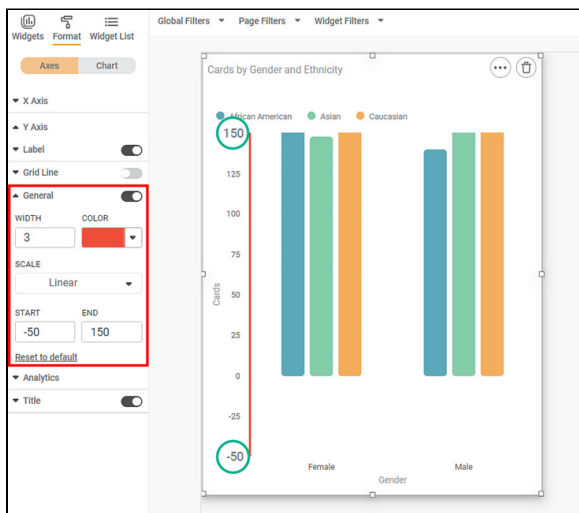 Global Filters Page Filters Widget Filters
Widgets Format Widget List
Axes Chart
X Axis
Y Axis
Label
Grid Line
General
WIDTH COLOR
3
SCALE
Linear
START END
-50 150
Reset to default
Analytics
Title
Cards by Gender and Ethnicity
African American Asian Caucasian
150
125
100
75
50
25
0
-25
-50
Cards
Female Male
Gender